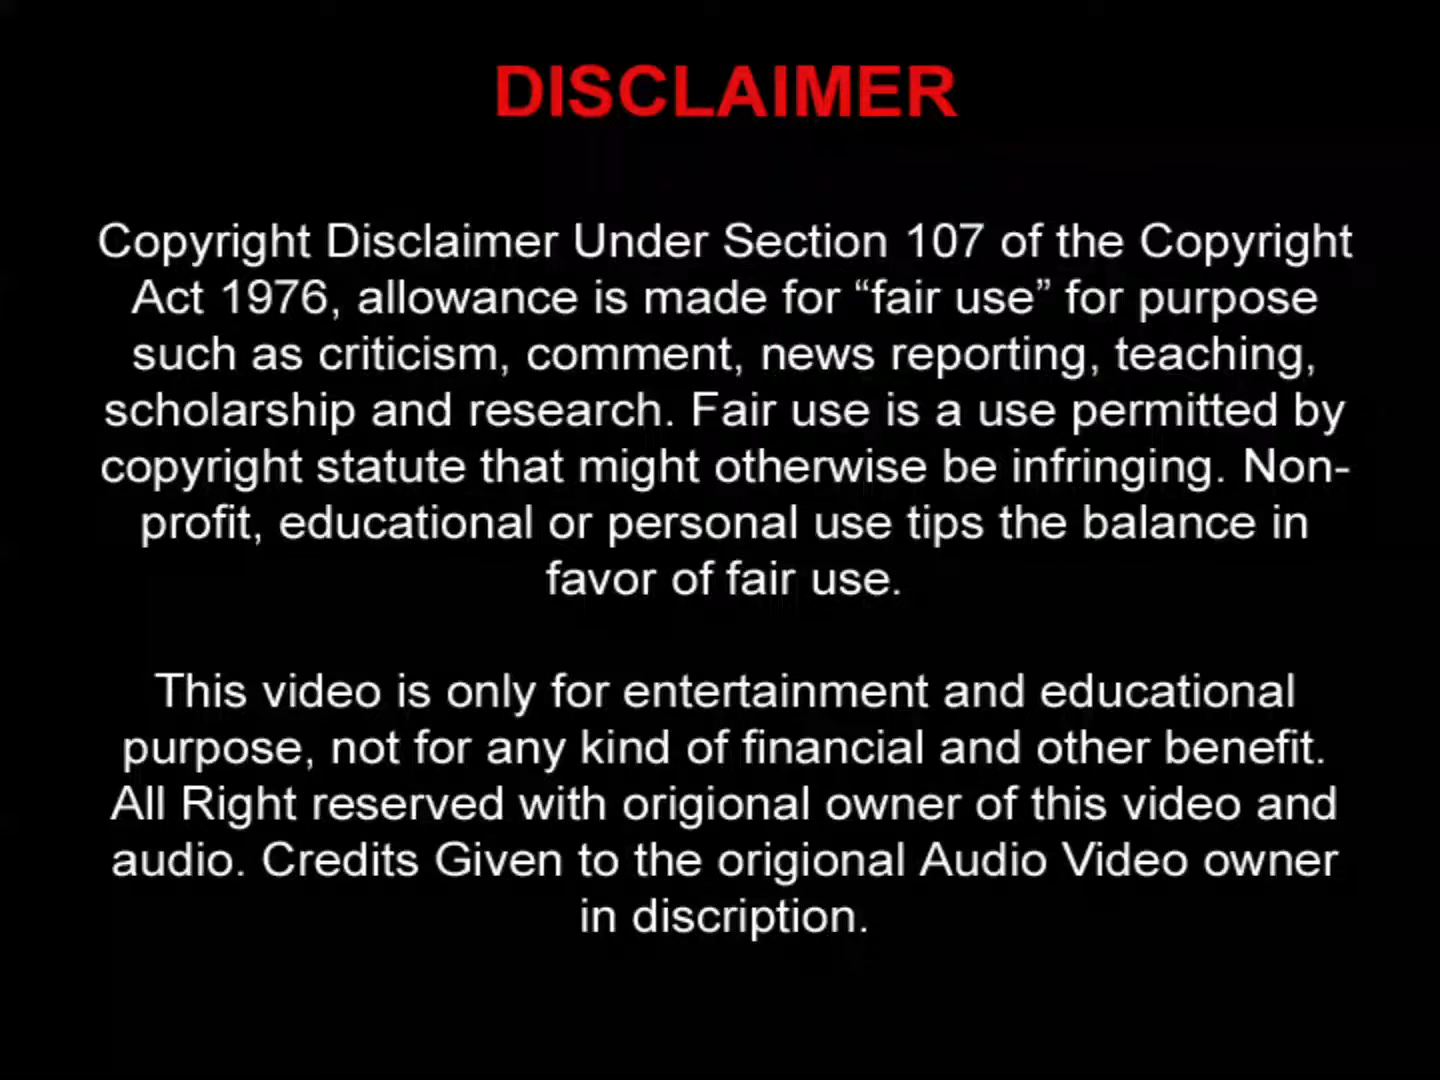 DISCLAIMER
Copyright Disclaimer Under Section 107 of the Copyright
Act 1976, allowance is made for “fair use” for purpose
such as criticism, comment, news reporting, teaching,
scholarship and research. Fair use is a use permitted by
copyright statute that might otherwise be infringing. Non-
profit, educational or personal use tips the balance in
favor of fair use.
This video is only for entertainment and educational
purpose, not for any kind of financial and other benefit.
All Right reserved with origional owner of this video and
audio. Credits Given to the origional Audio Video owner
in discription.